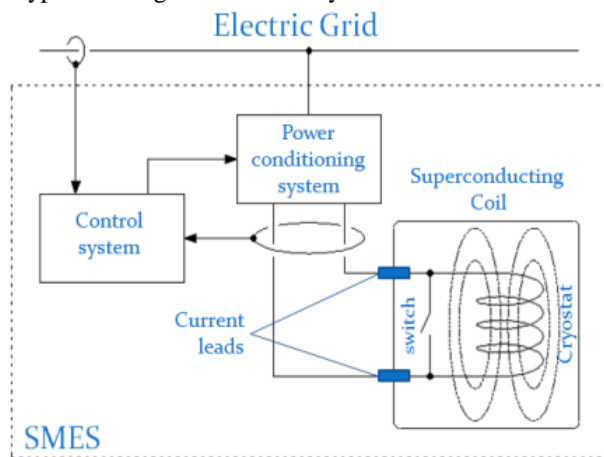 Electric Grid
Power
conditioning
system
Superconducting
Coil
Control
system
Current
leads
switch
Cryostat
SMES